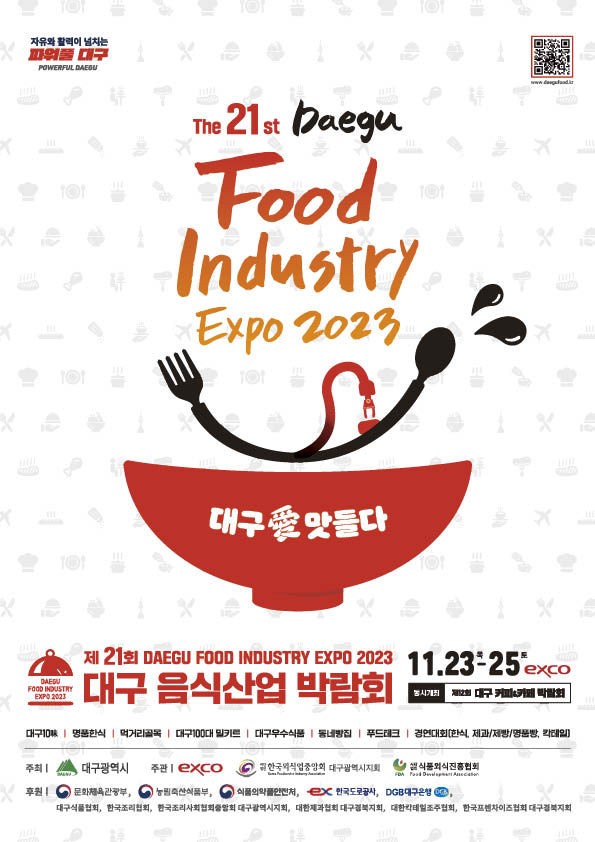 자유와 활력이 넘치는
파워풀 대구
POWERFUL DAEGU
www.daegufood.kr
The 21st Daegu
Food
Industry
Expo 2023
대구 愛 맛들다
DAEGU
FOOD INDUSTRY
EXPO 2023
제 21회 DAEGU FOOD INDUSTRY EXPO 2023
대구 음식산업 박람회
11.23목-25토 exco
동시개최 제12회 대구 커피&카페 박람회
대구10味 | 명품한식 | 먹거리골목 | 대구100대 밀키트 | 대구우수식품 | 동네빵집 | 푸드테크 | 경연대회(한식, 제과/제빵/명품빵, 칵테일)
주최 | DAEGU 대구광역시 주관 | exco 한국외식업중앙회 대구광역시지회 FDA 식품외식진흥협회
Korea Foodservice Industry Association Food Development Association
후원 | 문화체육관광부, 농림축산식품부, 식품의약품안전처, ex 한국도로공사, DGB대구은행 DGB,
대구식품협회, 한국조리협회, 한국조리사회협회중앙회 대구광역시지회, 대한제과협회 대구경북지회, 대한칵테일조주협회, 한국프랜차이즈협회 대구경북지회